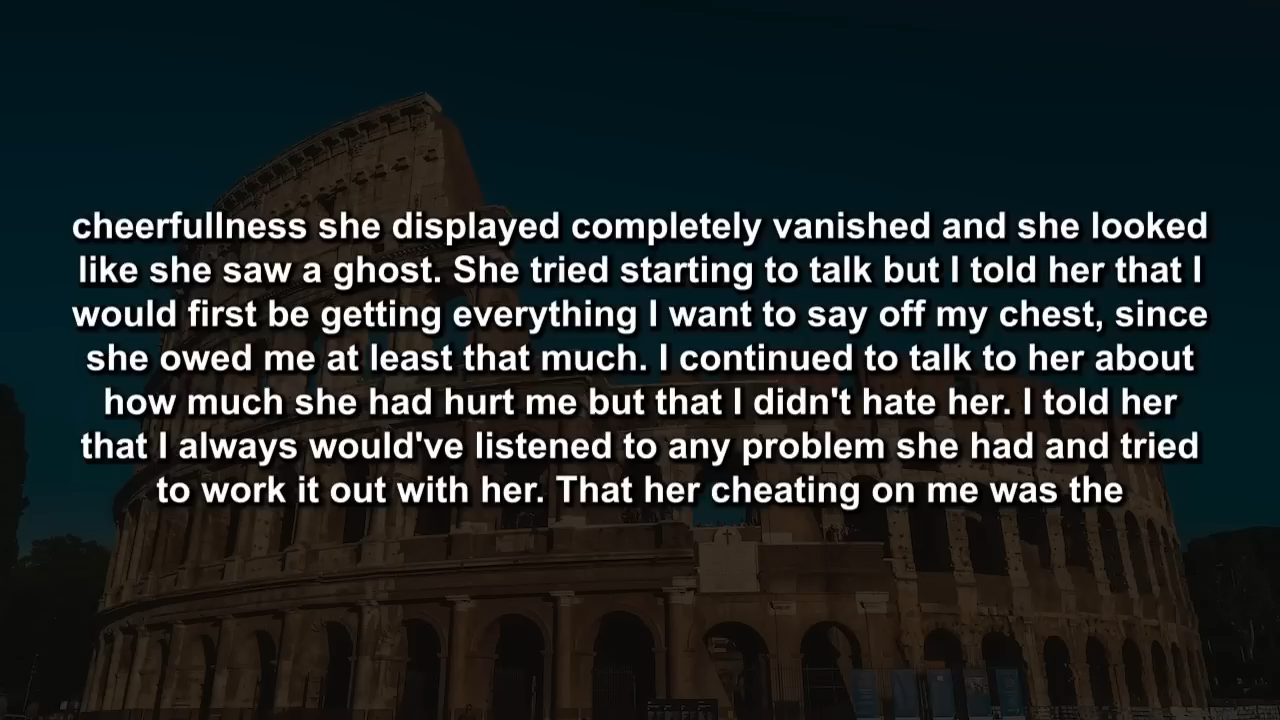 cheerfullness she displayed completely vanished and she looked
like she saw a ghost. She tried starting to talk but I told her that I
would first be getting everything I want to say off my chest, since
she owed me at least that much. I continued to talk to her about
how much she had hurt me but that I didn't hate her. I told her
that I always would've listened to any problem she had and tried
to work it out with her. That her cheating on me was the